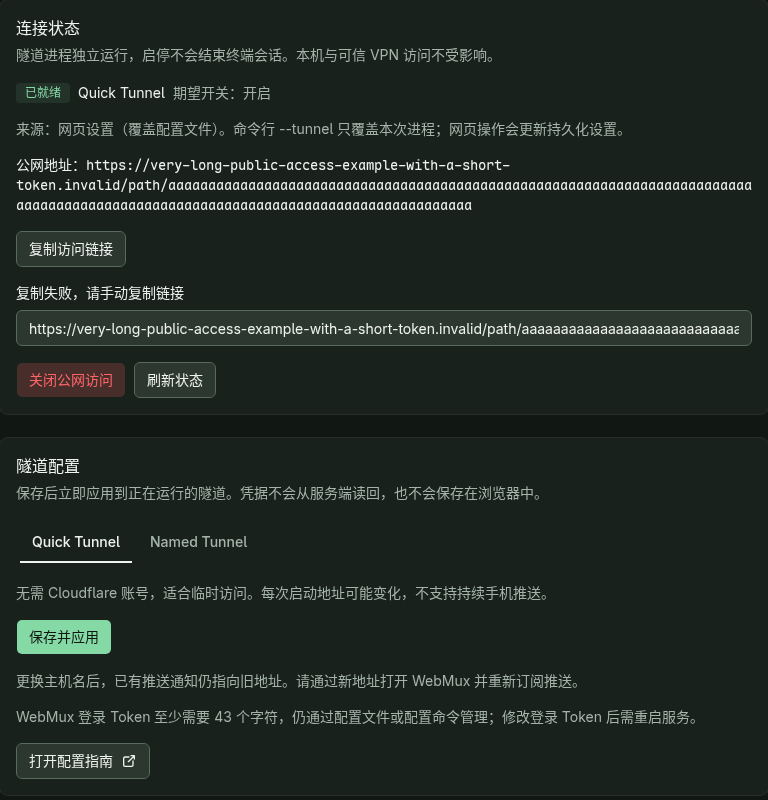 连接状态
隧道进程独立运行，启停不会结束终端会话。本机与可信 VPN 访问不受影响。
已就绪 Quick Tunnel 期望开关：开启
来源：网页设置（覆盖配置文件）。命令行 --tunnel 只覆盖本次进程；网页操作会更新持久化设置。
公网地址：https://very-long-public-access-example-with-a-short-
token.invalid/path/aaaaaaaaaaaaaaaaaaaaaaaaaaaaaaaaaaaaaaaaaaaaaaaaaaaaaaaaaaaaaaaaaaaaaaaaa
aaaaaaaaaaaaaaaaaaaaaaaaaaaaaaaaaaaaaaaaaaaaaaaaaaaaaaaaa
复制访问链接
复制失败，请手动复制链接
https://very-long-public-access-example-with-a-short-token.invalid/path/aaaaaaaaaaaaaaaaaaaaaaaaaaaa
关闭公网访问 刷新状态
隧道配置
保存后立即应用到正在运行的隧道。凭据不会从服务端读回，也不会保存在浏览器中。
Quick Tunnel Named Tunnel
无需 Cloudflare 账号，适合临时访问。每次启动地址可能变化，不支持持续手机推送。
保存并应用
更换主机名后，已有推送通知仍指向旧地址。请通过新地址打开 WebMux 并重新订阅推送。
WebMux 登录 Token 至少需要 43 个字符，仍通过配置文件或配置命令管理；修改登录 Token 后需重启服务。
打开配置指南